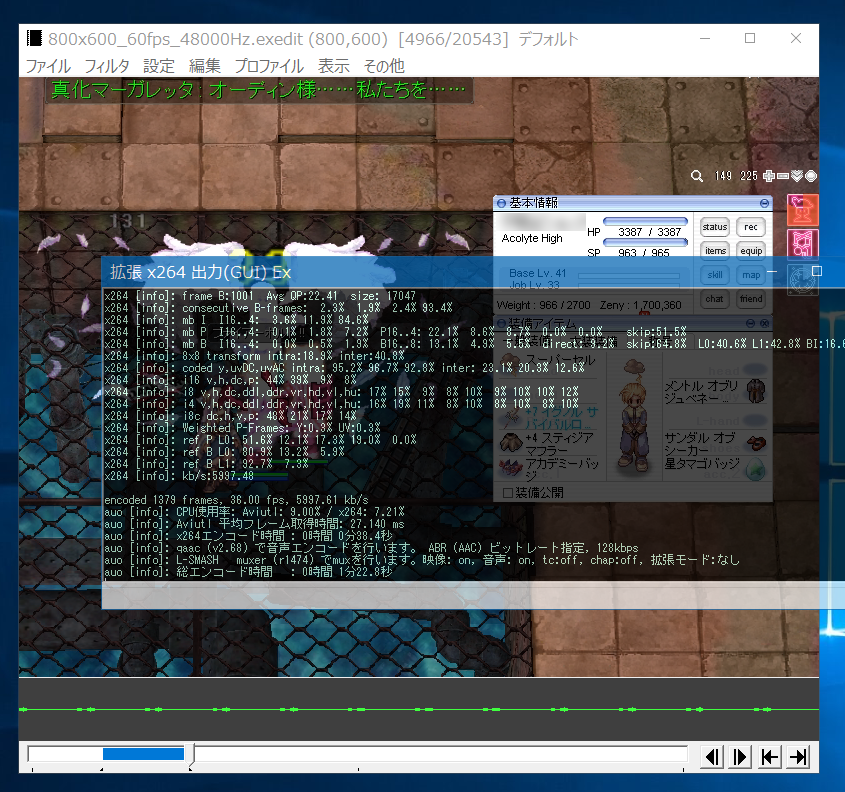 800x600_60fps_48000Hz.exedit (800,600) [4966/20543] デフォルト
ファイル フィルタ 設定 編集 プロファイル 表示 その他
真化マーガレッタ：オーディン様……私たちを……
149 225
131
基本情報
HP 3387 / 3387
Acolyte High
SP 963 / 965
status rec
items equip
skill map
chat friend
Base Lv. 41
Job Lv. 33
Weight : 966 / 2700 Zeny : 1,700,360
拡張 x264 出力(GUI) Ex
x264 [info]: frame B:1001 Avg QP:22.41 size: 17047
x264 [info]: consecutive B-frames: 2.3% 1.9% 2.4% 93.4%
x264 [info]: mb I I16..4: 3.6% 11.9% 84.6%
x264 [info]: mb P I16..4: 0.1% 1.8% 7.2% P16..4: 22.1% 8.6% 8.7% 0.0% 0.0% skip:51.5%
x264 [info]: mb B I16..4: 0.0% 0.5% 1.9% B16..8: 13.1% 4.9% 5.5% direct: 9.2% skip:64.8% L0:40.6% L1:42.8% BI:16.6
x264 [info]: 8x8 transform intra:18.9% inter:40.8%
x264 [info]: coded y,uvDC,uvAC intra: 95.2% 96.7% 92.9% inter: 23.1% 20.3% 12.6%
x264 [info]: i16 v,h,dc,p: 44% 39% 9% 8%
x264 [info]: i8 v,h,dc,ddl,ddr,vr,hd,vl,hu: 17% 15% 9% 8% 10% 9% 10% 10% 12%
x264 [info]: i4 v,h,dc,ddl,ddr,vr,hd,vl,hu: 16% 19% 11% 8% 10% 8% 10% 8% 10%
x264 [info]: i8c dc,h,v,p: 48% 21% 17% 14%
x264 [info]: Weighted P-Frames: Y:0.3% UV:0.3%
x264 [info]: ref P L0: 51.6% 12.1% 17.3% 19.0% 0.0%
x264 [info]: ref B L0: 80.9% 13.2% 5.9%
x264 [info]: ref B L1: 92.7% 7.3%
x264 [info]: kb/s:5997.48
encoded 1379 frames, 36.00 fps, 5997.61 kb/s
auo [info]: CPU使用率: Aviutl: 9.00% / x264: 7.21%
auo [info]: Aviutl 平均フレーム取得時間: 27.140 ms
auo [info]: x264エンコード時間 : 0時間 0分38.4秒
auo [info]: qaac (v2.68) で音声エンコードを行います。 ABR (AAC) ビットレート指定, 128kbps
auo [info]: L-SMASH muxer (r1474) でmuxを行います。映像: on, 音声: on, tc:off, chap:off, 拡張モード:なし
auo [info]: 総エンコード時間 : 0時間 1分22.8秒
装備アイテム
スーパーセル
メントル オブリ
ジュベネー ...
バイバルロ...
+4 スティジア
マフラー
アカデミーバッ
サンダル オブ
シーカー
星タマゴバッジ
装備公開